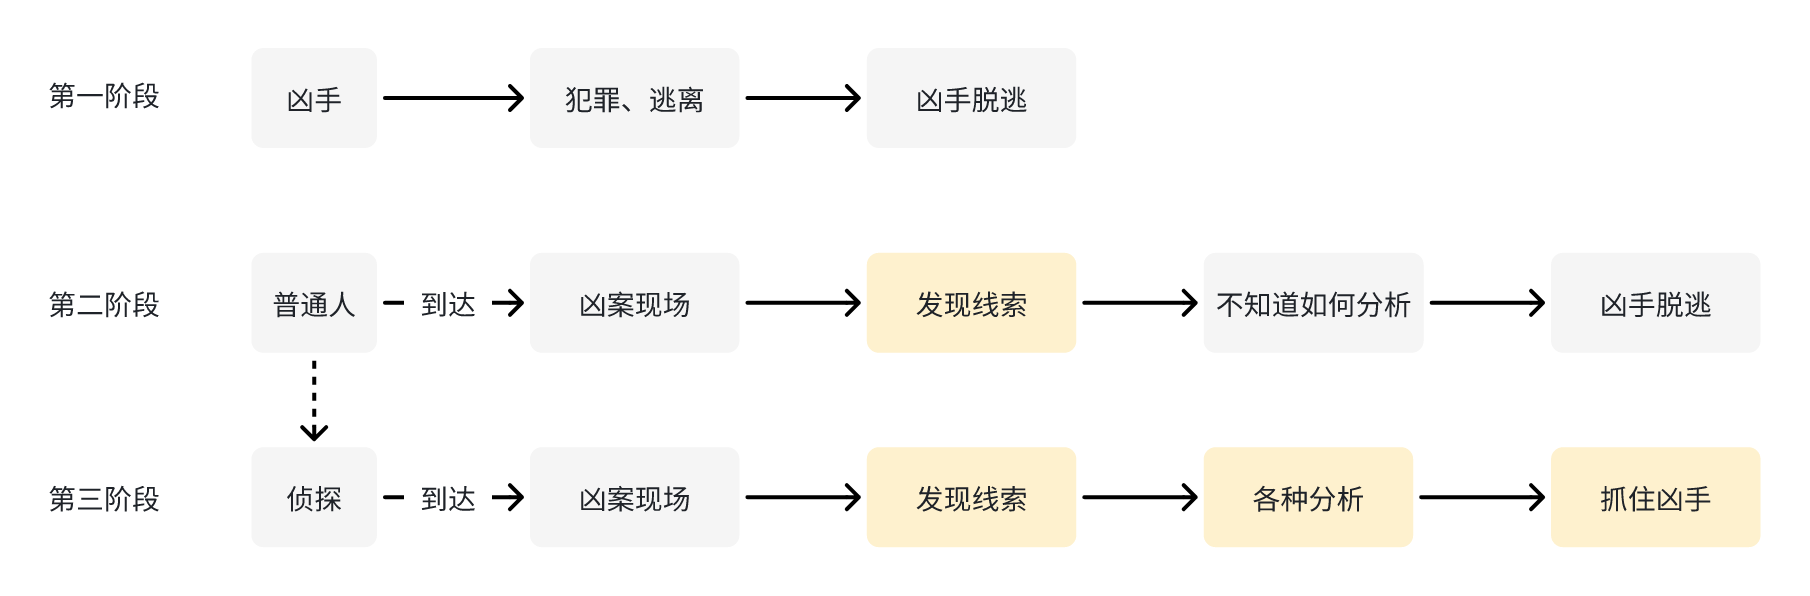 第一阶段
凶手
犯罪、逃离
凶手脱逃
第二阶段
普通人
到达
凶案现场
发现线索
不知道如何分析
凶手脱逃
第三阶段
侦探
到达
凶案现场
发现线索
各种分析
抓住凶手